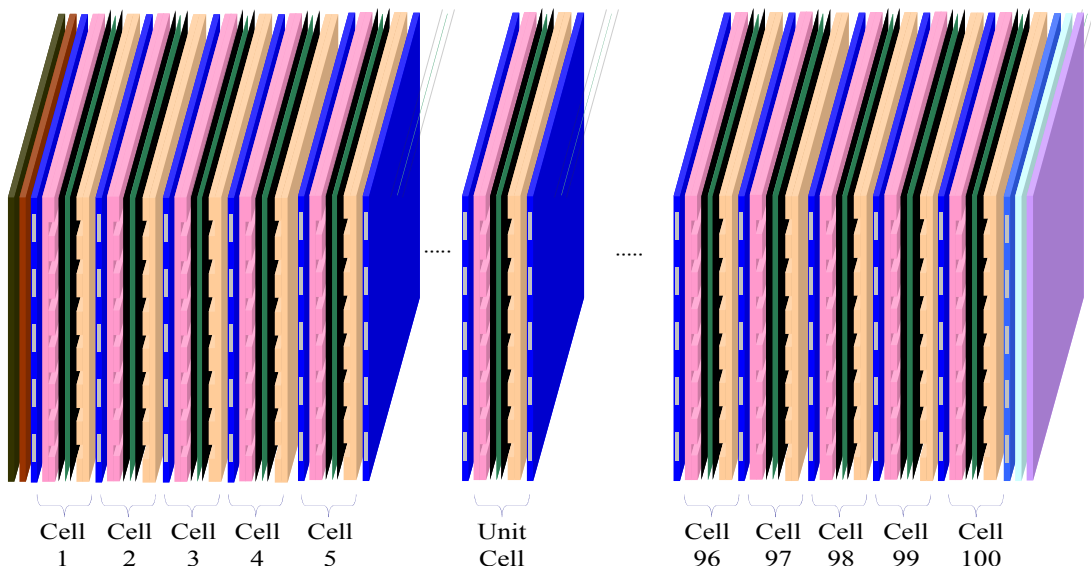 .....
.....
Cell 1
Cell 2
Cell 3
Cell 4
Cell 5
Unit Cell
Cell 96
Cell 97
Cell 98
Cell 99
Cell 100